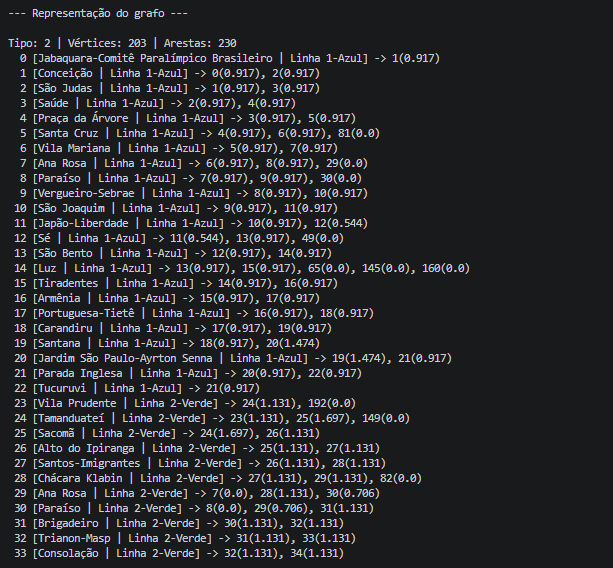 --- Representação do grafo ---
Tipo: 2 | Vértices: 203 | Arestas: 230
0 [Jabaquara-Comitê Paralímpico Brasileiro | Linha 1-Azul] -> 1(0.917)
1 [Conceição | Linha 1-Azul] -> 0(0.917), 2(0.917)
2 [São Judas | Linha 1-Azul] -> 1(0.917), 3(0.917)
3 [Saúde | Linha 1-Azul] -> 2(0.917), 4(0.917)
4 [Praça da Árvore | Linha 1-Azul] -> 3(0.917), 5(0.917)
5 [Santa Cruz | Linha 1-Azul] -> 4(0.917), 6(0.917), 81(0.0)
6 [Vila Mariana | Linha 1-Azul] -> 5(0.917), 7(0.917)
7 [Ana Rosa | Linha 1-Azul] -> 6(0.917), 8(0.917), 29(0.0)
8 [Paraíso | Linha 1-Azul] -> 7(0.917), 9(0.917), 30(0.0)
9 [Vergueiro-Sebrae | Linha 1-Azul] -> 8(0.917), 10(0.917)
10 [São Joaquim | Linha 1-Azul] -> 9(0.917), 11(0.917)
11 [Japão-Liberdade | Linha 1-Azul] -> 10(0.917), 12(0.544)
12 [Sé | Linha 1-Azul] -> 11(0.544), 13(0.917), 49(0.0)
13 [São Bento | Linha 1-Azul] -> 12(0.917), 14(0.917)
14 [Luz | Linha 1-Azul] -> 13(0.917), 15(0.917), 65(0.0), 145(0.0), 160(0.0)
15 [Tiradentes | Linha 1-Azul] -> 14(0.917), 16(0.917)
16 [Armênia | Linha 1-Azul] -> 15(0.917), 17(0.917)
17 [Portuguesa-Tietê | Linha 1-Azul] -> 16(0.917), 18(0.917)
18 [Carandiru | Linha 1-Azul] -> 17(0.917), 19(0.917)
19 [Santana | Linha 1-Azul] -> 18(0.917), 20(1.474)
20 [Jardim São Paulo-Ayrton Senna | Linha 1-Azul] -> 19(1.474), 21(0.917)
21 [Parada Inglesa | Linha 1-Azul] -> 20(0.917), 22(0.917)
22 [Tucuruvi | Linha 1-Azul] -> 21(0.917)
23 [Vila Prudente | Linha 2-Verde] -> 24(1.131), 192(0.0)
24 [Tamanduateí | Linha 2-Verde] -> 23(1.131), 25(1.697), 149(0.0)
25 [Sacomã | Linha 2-Verde] -> 24(1.697), 26(1.131)
26 [Alto do Ipiranga | Linha 2-Verde] -> 25(1.131), 27(1.131)
27 [Santos-Imigrantes | Linha 2-Verde] -> 26(1.131), 28(1.131)
28 [Chácara Klabin | Linha 2-Verde] -> 27(1.131), 29(1.131), 82(0.0)
29 [Ana Rosa | Linha 2-Verde] -> 7(0.0), 28(1.131), 30(0.706)
30 [Paraíso | Linha 2-Verde] -> 8(0.0), 29(0.706), 31(1.131)
31 [Brigadeiro | Linha 2-Verde] -> 30(1.131), 32(1.131)
32 [Trianon-Masp | Linha 2-Verde] -> 31(1.131), 33(1.131)
33 [Consolação | Linha 2-Verde] -> 32(1.131), 34(1.131)